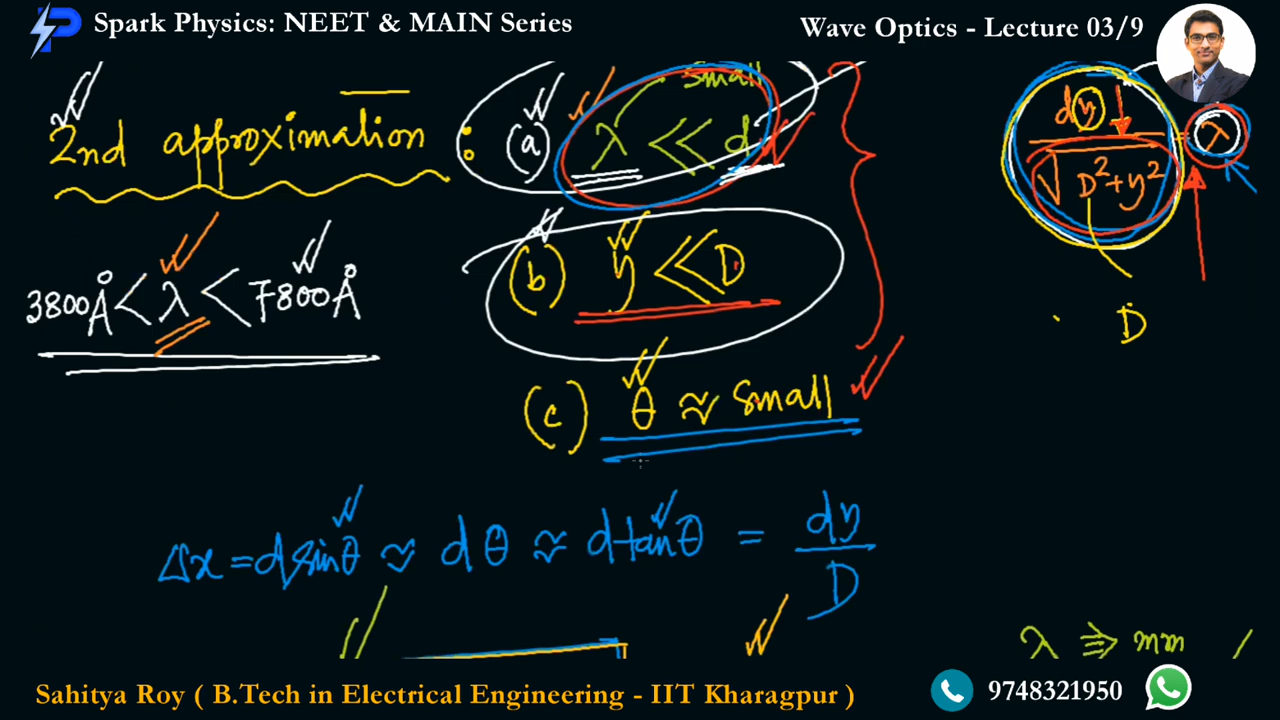 Spark Physics: NEET & MAIN Series
Wave Optics - Lecture 03/9
2nd approximation : (a) λ << d
small
3800Å < λ < 7800Å
(b) y << D
(c) θ ≈ small
dy / √D²+y² = λ
D
Δx = d sinθ ≈ dθ ≈ d tanθ = dy/D
λ ⇒ mm
Sahitya Roy ( B.Tech in Electrical Engineering - IIT Kharagpur )
9748321950